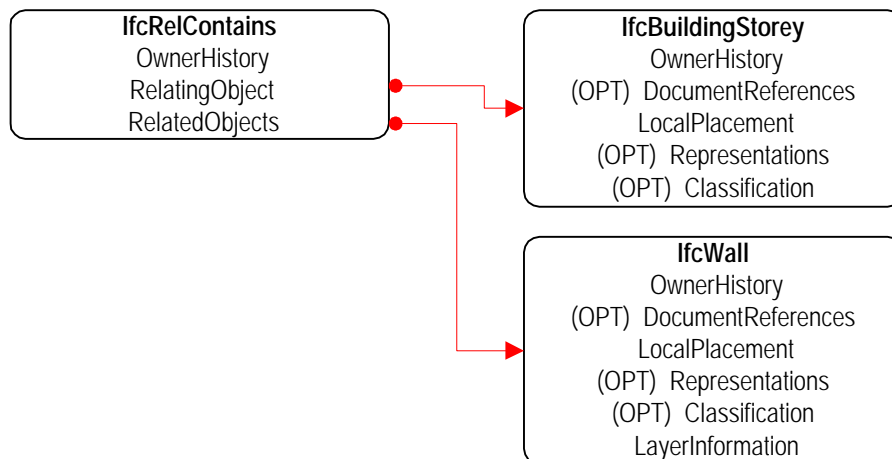 IfcRelContains
OwnerHistory
RelatingObject
RelatedObjects
IfcBuildingStorey
OwnerHistory
(OPT) DocumentReferences
LocalPlacement
(OPT) Representations
(OPT) Classification
IfcWall
OwnerHistory
(OPT) DocumentReferences
LocalPlacement
(OPT) Representations
(OPT) Classification
LayerInformation